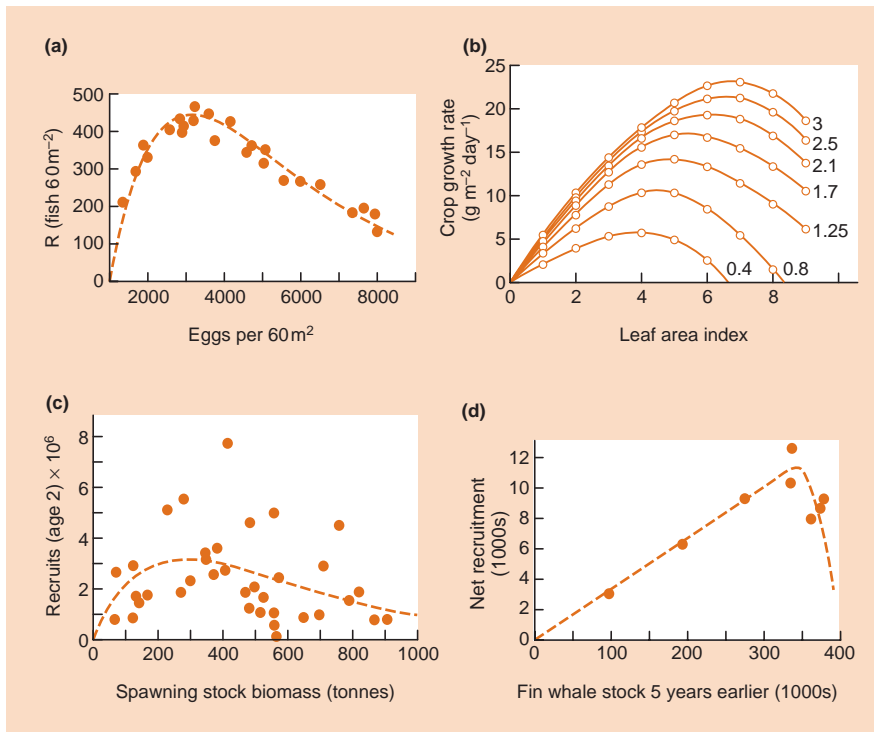 (a)
500
400
300
200
100
0
R (fish 60 m⁻²)
2000 4000 6000 8000
Eggs per 60 m²
(b)
25
20
15
10
5
0
Crop growth rate
(g m⁻² day⁻¹)
3
2.5
2.1
1.7
1.25
0.8
0.4
0 2 4 6 8
Leaf area index
(c)
8
6
4
2
0
Recruits (age 2) × 10⁶
0 200 400 600 800 1000
Spawning stock biomass (tonnes)
(d)
12
10
8
6
4
2
0
Net recruitment
(1000s)
0 100 200 300 400
Fin whale stock 5 years earlier (1000s)